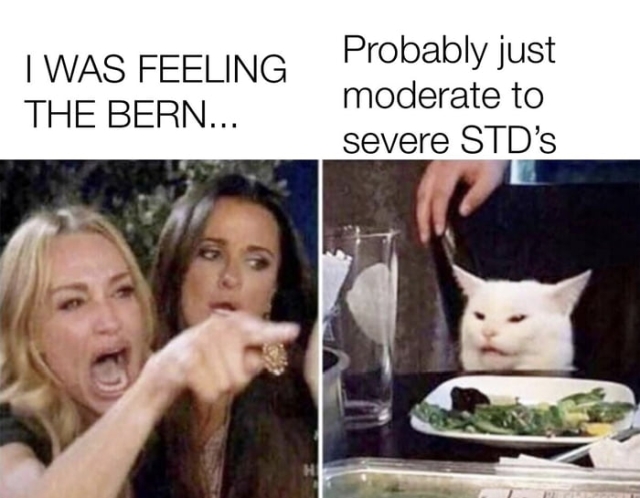 I WAS FEELING
THE BERN...
Probably just
moderate to
severe STD's
H